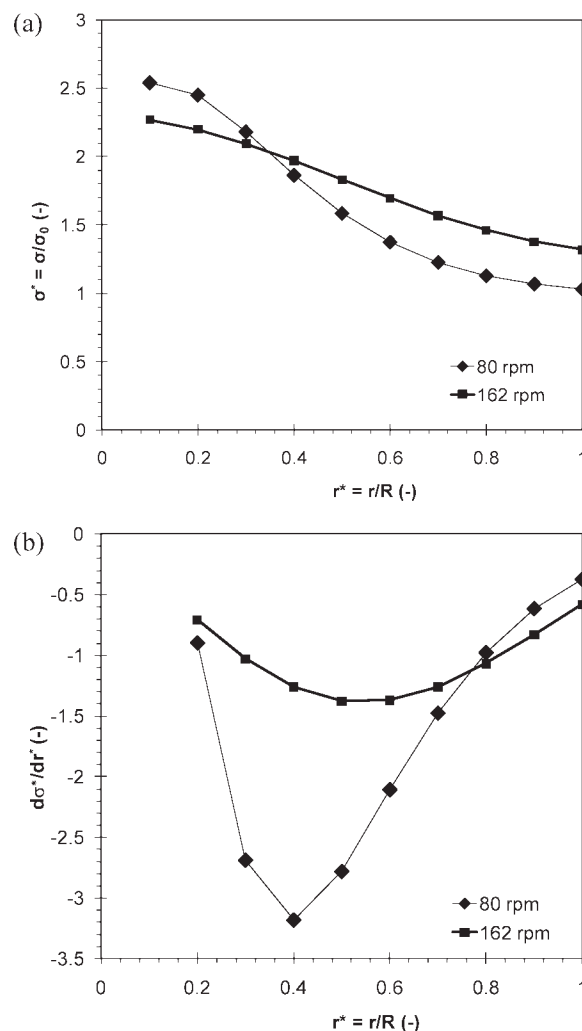 (a)
3
2.5
2
1.5
1
0.5
0
σ* = σ/σ₀ (-)
80 rpm
162 rpm
0 0.2 0.4 0.6 0.8 1
r* = r/R (-)
(b)
0
-0.5
-1
-1.5
-2
-2.5
-3
-3.5
dσ*/dr* (-)
80 rpm
162 rpm
0 0.2 0.4 0.6 0.8 1
r* = r/R (-)